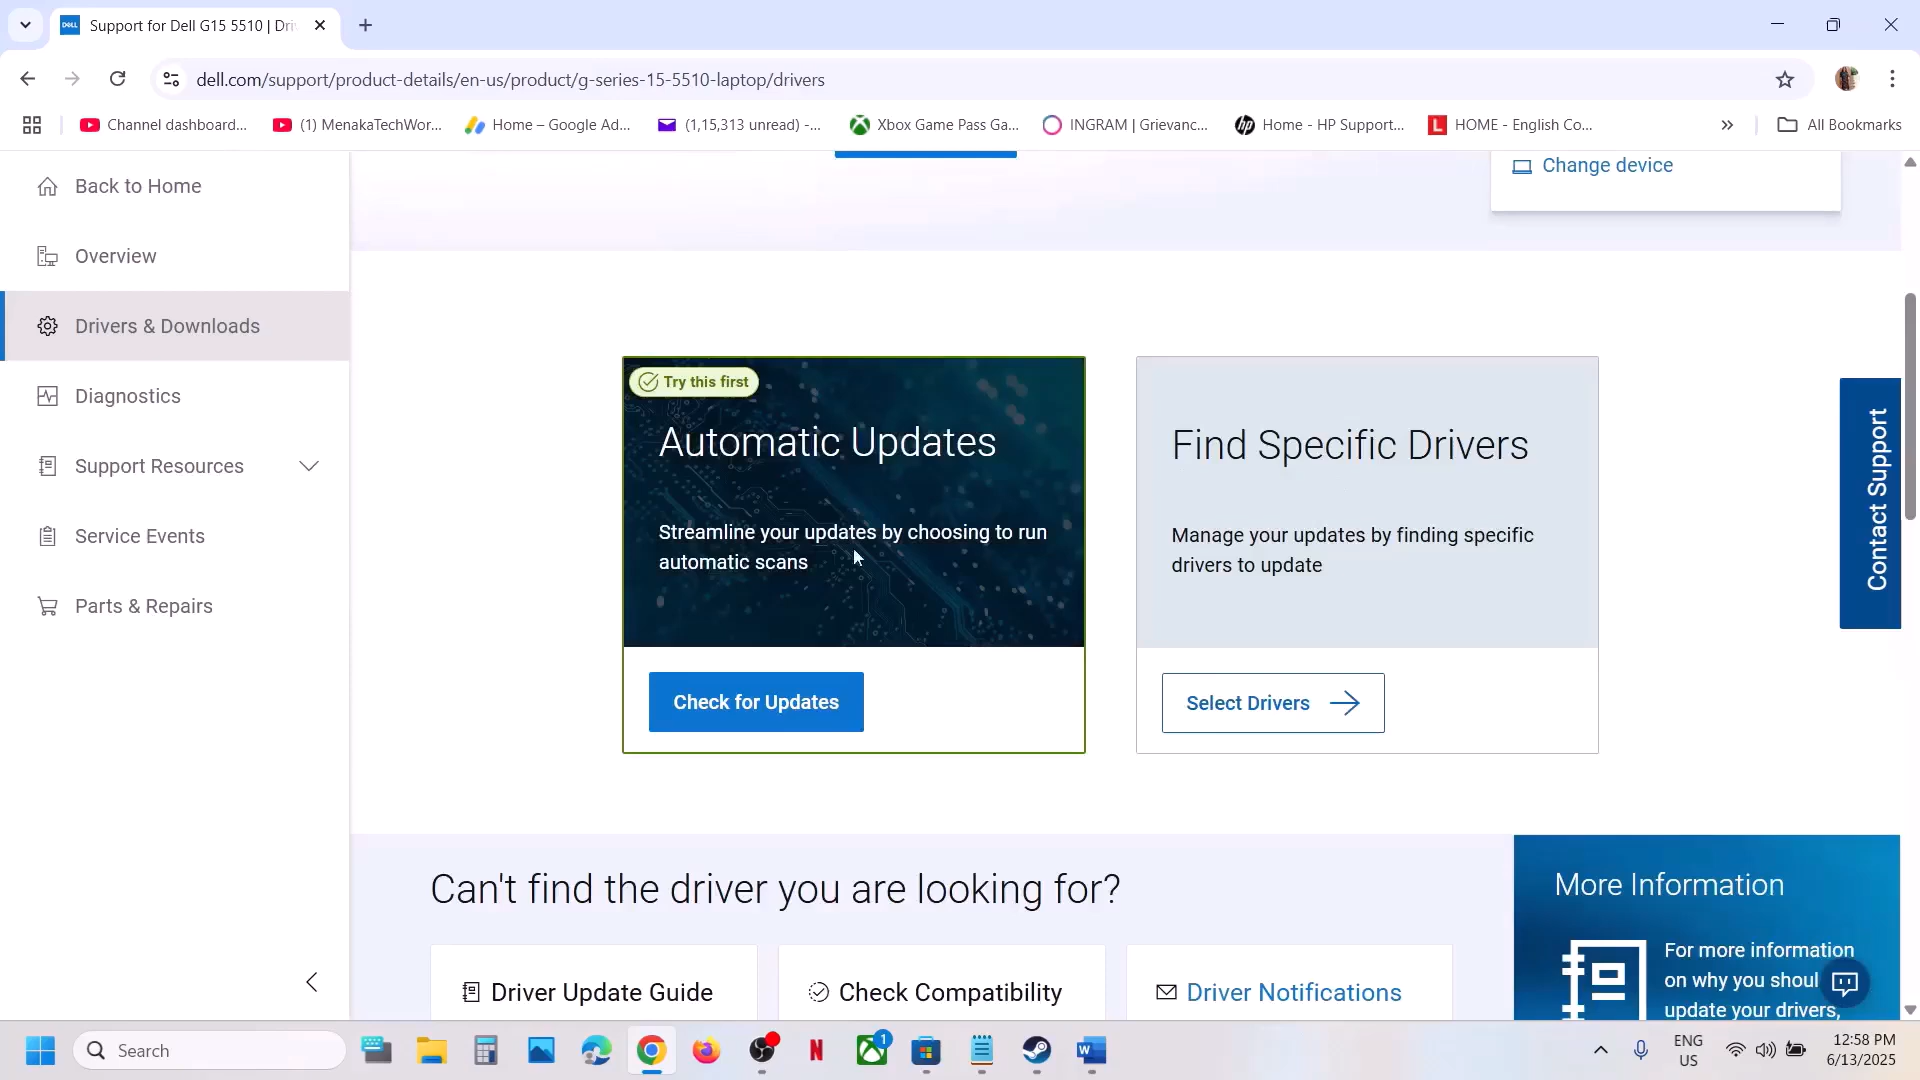 Support for Dell G15 5510 | Dri
dell.com/support/product-details/en-us/product/g-series-15-5510-laptop/drivers
Channel dashboard...
(1) MenakaTechWor...
Home – Google Ad...
(1,15,313 unread) -...
Xbox Game Pass Ga...
INGRAM | Grievanc...
Home - HP Support...
HOME - English Co...
All Bookmarks
Back to Home
Overview
Drivers & Downloads
Diagnostics
Support Resources
Service Events
Parts & Repairs
Change device
Try this first
Automatic Updates
Streamline your updates by choosing to run
automatic scans
Check for Updates
Find Specific Drivers
Manage your updates by finding specific
drivers to update
Select Drivers
Contact Support
Can't find the driver you are looking for?
Driver Update Guide
Check Compatibility
Driver Notifications
More Information
For more information
on why you shoul
update your drivers,
Search
1
ENG
US
12:58 PM
6/13/2025